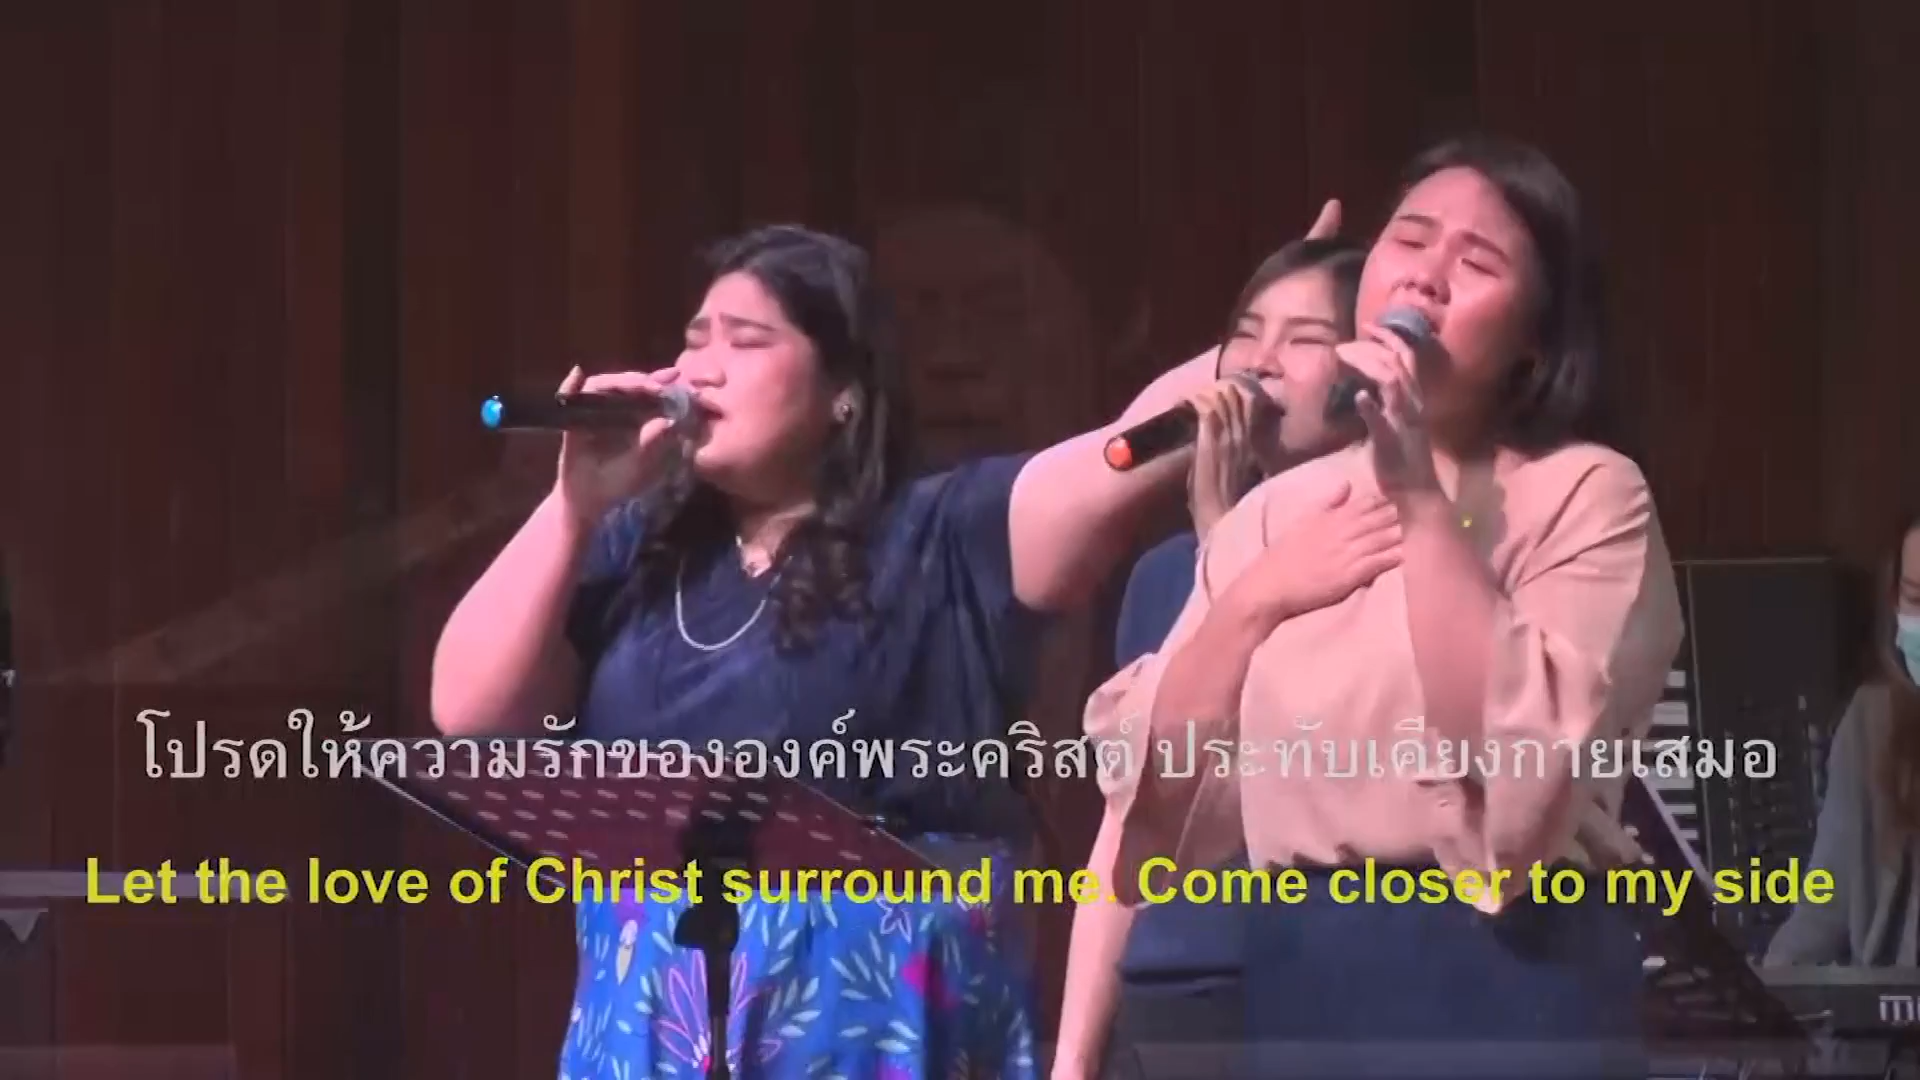 โปรดให้ความรักขององค์พระคริสต์ ประทับเคียงกายเสมอ
Let the love of Christ surround me. Come closer to my side